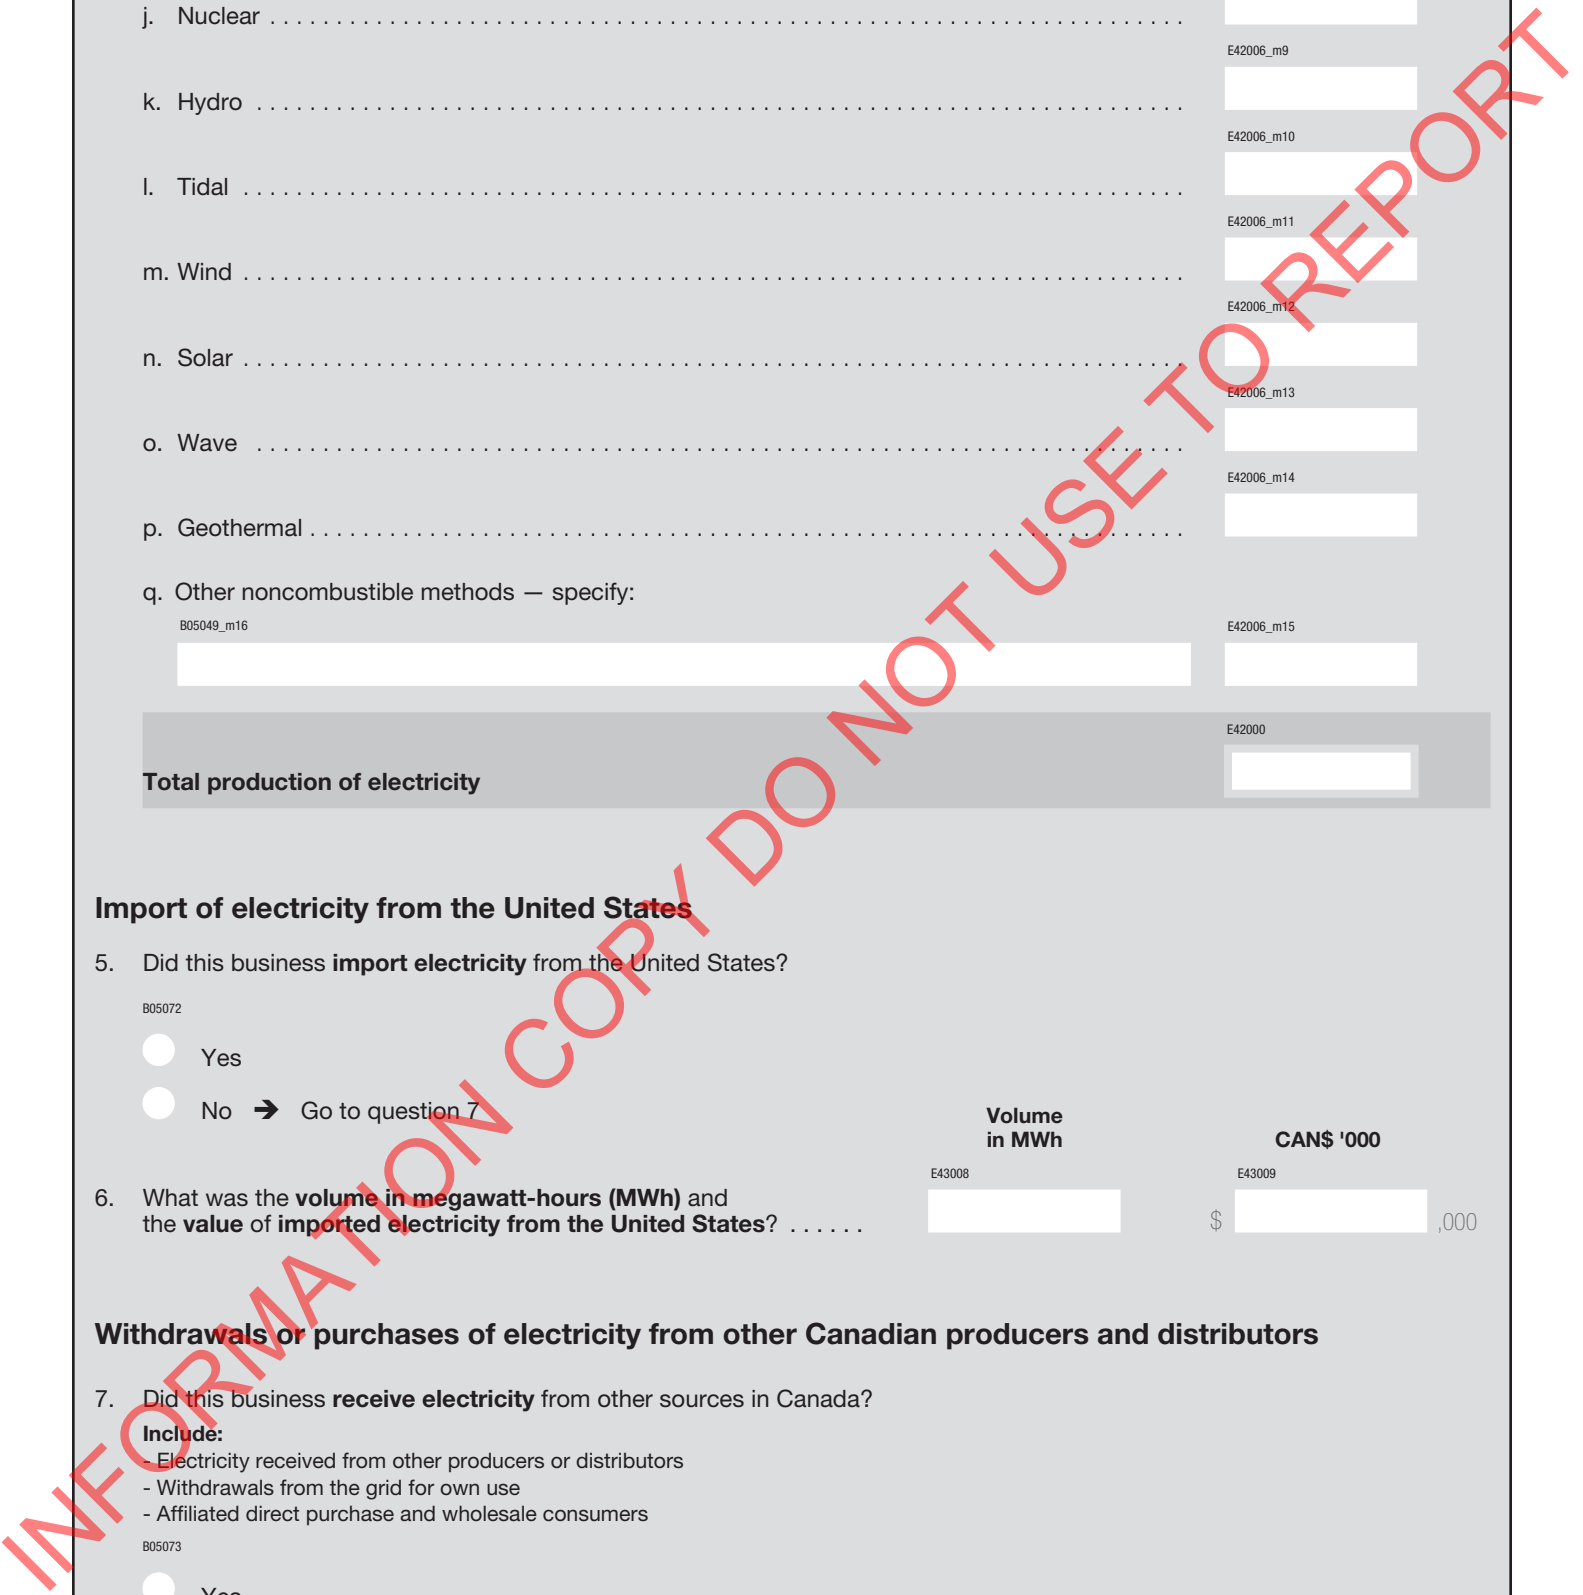 j. Nuclear . . . . . . . . . . . . . . . . . . . . . . . . . . . . . . . . . . . . . . . . . . . . . . . . . . . . . . . . . . . . . . . . . . . . .
E42006_m9
k. Hydro . . . . . . . . . . . . . . . . . . . . . . . . . . . . . . . . . . . . . . . . . . . . . . . . . . . . . . . . . . . . . . . . . . . . . .
E42006_m10
l. Tidal . . . . . . . . . . . . . . . . . . . . . . . . . . . . . . . . . . . . . . . . . . . . . . . . . . . . . . . . . . . . . . . . . . . . . . .
E42006_m11
m. Wind . . . . . . . . . . . . . . . . . . . . . . . . . . . . . . . . . . . . . . . . . . . . . . . . . . . . . . . . . . . . . . . . . . . . . . .
E42006_m12
n. Solar . . . . . . . . . . . . . . . . . . . . . . . . . . . . . . . . . . . . . . . . . . . . . . . . . . . . . . . . . . . . . . . . . . . . . . .
E42006_m13
o. Wave . . . . . . . . . . . . . . . . . . . . . . . . . . . . . . . . . . . . . . . . . . . . . . . . . . . . . . . . . . . . . . . . . . . . . .
E42006_m14
p. Geothermal . . . . . . . . . . . . . . . . . . . . . . . . . . . . . . . . . . . . . . . . . . . . . . . . . . . . . . . . . . . . . . . . . .
q. Other noncombustible methods — specify:
B05049_m16
E42006_m15
E42000
Total production of electricity
Import of electricity from the United States
5. Did this business import electricity from the United States?
B05072
Yes
No ➔ Go to question 7
Volume
in MWh
CAN$ '000
E43008
E43009
6. What was the volume in megawatt-hours (MWh) and
the value of imported electricity from the United States? . . . . . .
$ ,000
Withdrawals or purchases of electricity from other Canadian producers and distributors
7. Did this business receive electricity from other sources in Canada?
Include:
- Electricity received from other producers or distributors
- Withdrawals from the grid for own use
- Affiliated direct purchase and wholesale consumers
B05073
Yes
INFORMATION COPY DO NOT USE TO REPORT